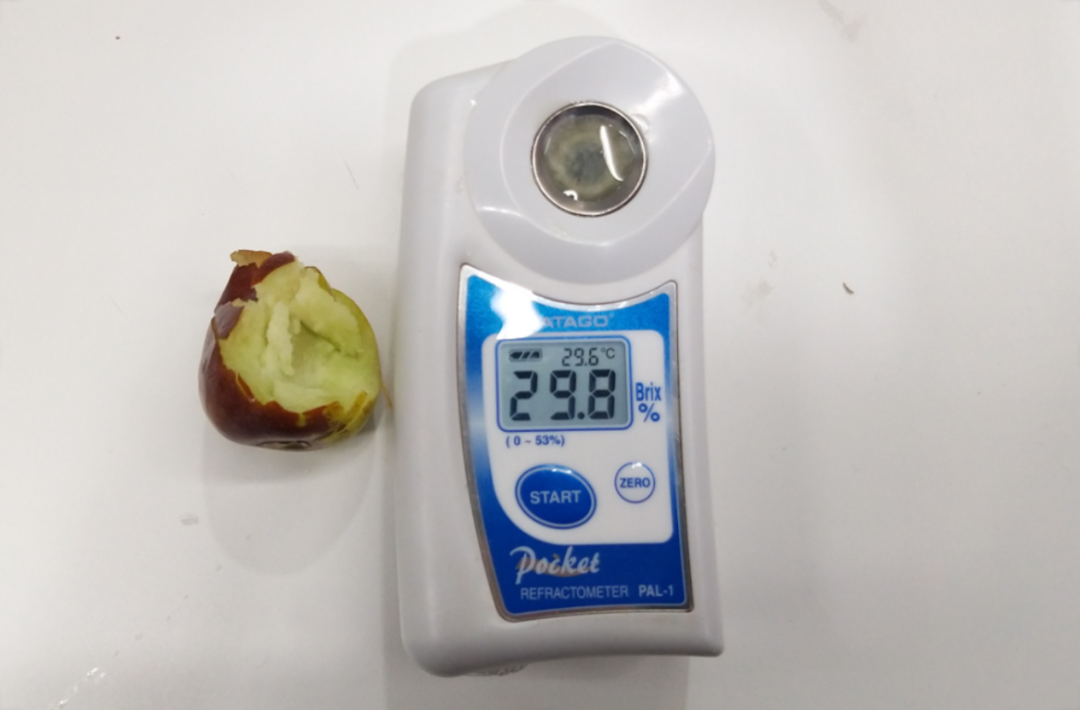 ATAGO®
29.6°C
29.8
Brix
%
(0 ~ 53%)
START
ZERO
Pocket
REFRACTOMETER PAL-1